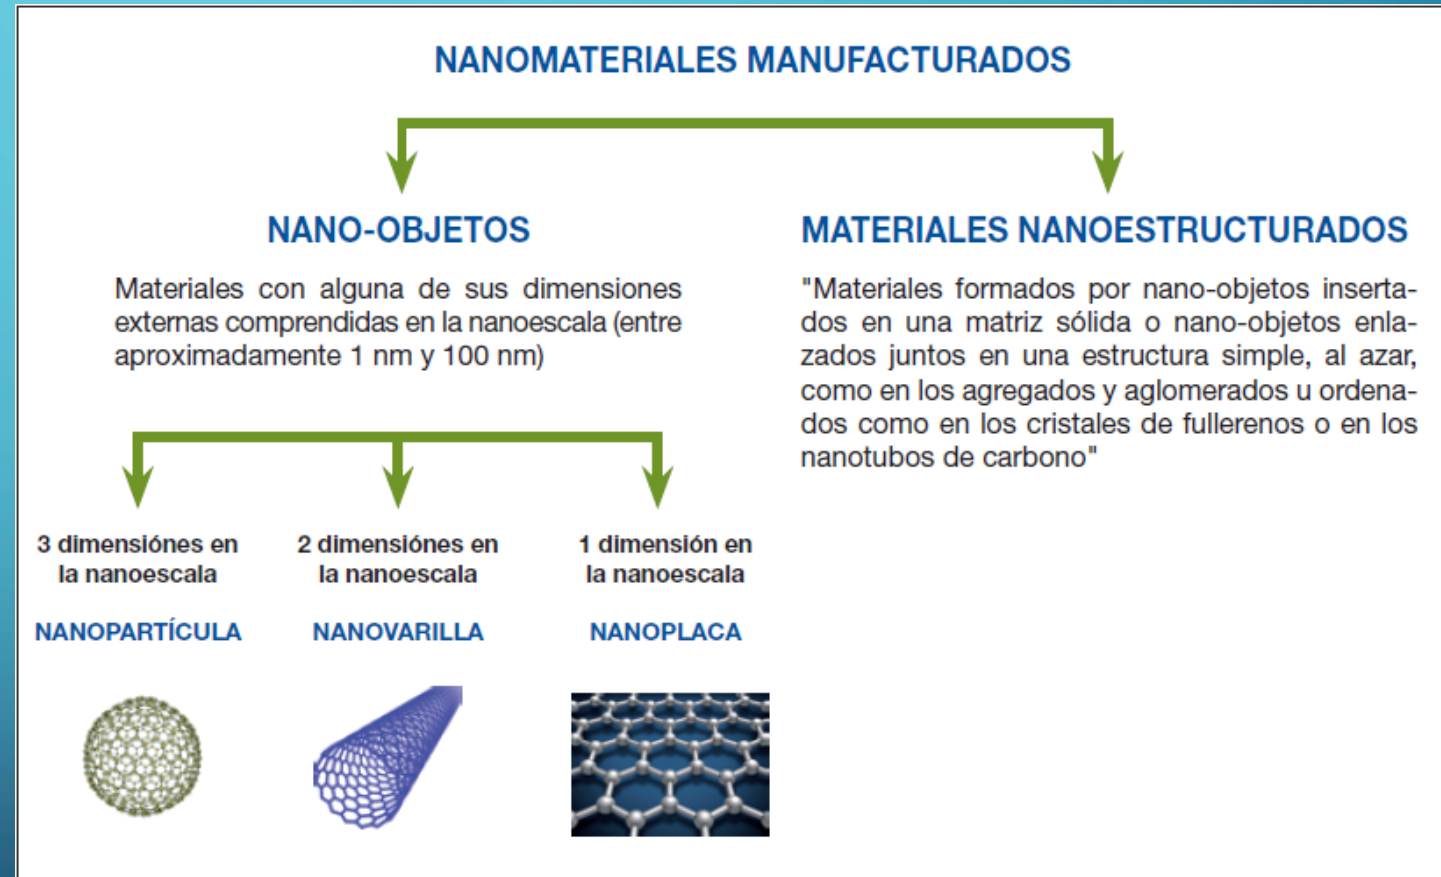 NANOMATERIALES MANUFACTURADOS
NANO-OBJETOS
Materiales con alguna de sus dimensiones
externas comprendidas en la nanoescala (entre
aproximadamente 1 nm y 100 nm)
MATERIALES NANOESTRUCTURADOS
"Materiales formados por nano-objetos inserta-
dos en una matriz sólida o nano-objetos enla-
zados juntos en una estructura simple, al azar,
como en los agregados y aglomerados u ordena-
dos como en los cristales de fullerenos o en los
nanotubos de carbono"
3 dimensiónes en
la nanoescala
NANOPARTÍCULA
2 dimensiónes en
la nanoescala
NANOVARILLA
1 dimensión en
la nanoescala
NANOPLACA